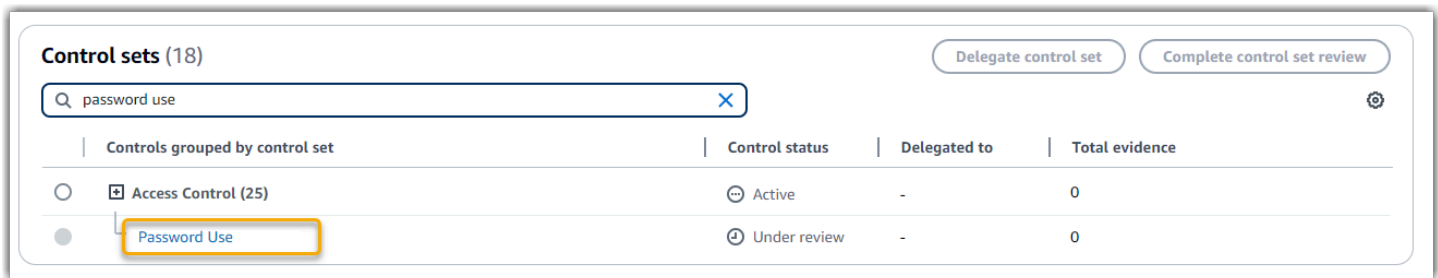 Control sets (18)
Delegate control set
Complete control set review
password use
Controls grouped by control set
Control status
Delegated to
Total evidence
Access Control (25)
Active
-
0
Password Use
Under review
-
0